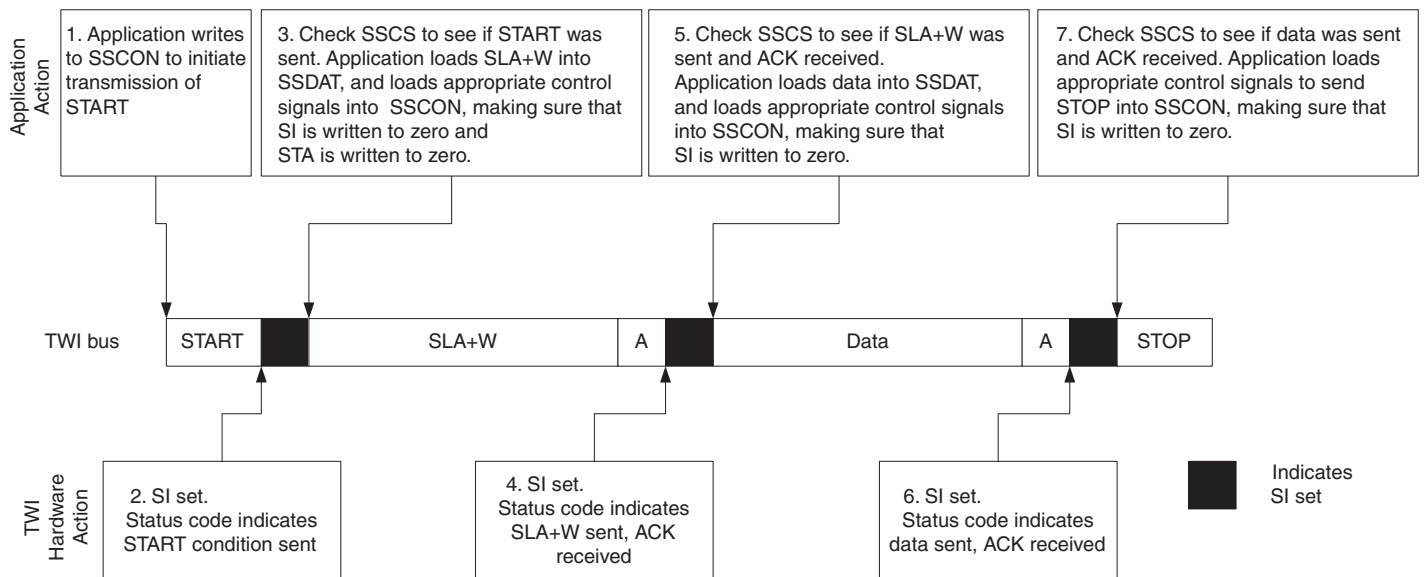 Application
Action
1. Application writes
to SSCON to initiate
transmission of
START
3. Check SSCS to see if START was
sent. Application loads SLA+W into
SSDAT, and loads appropriate control
signals into SSCON, making sure that
SI is written to zero and
STA is written to zero.
5. Check SSCS to see if SLA+W was
sent and ACK received.
Application loads data into SSDAT,
and loads appropriate control signals
into SSCON, making sure that
SI is written to zero.
7. Check SSCS to see if data was sent
and ACK received. Application loads
appropriate control signals to send
STOP into SSCON, making sure that
SI is written to zero.
TWI bus
START
SLA+W
A
Data
A
STOP
TWI
Hardware
Action
2. SI set.
Status code indicates
START condition sent
4. SI set.
Status code indicates
SLA+W sent, ACK
received
6. SI set.
Status code indicates
data sent, ACK received
Indicates
SI set